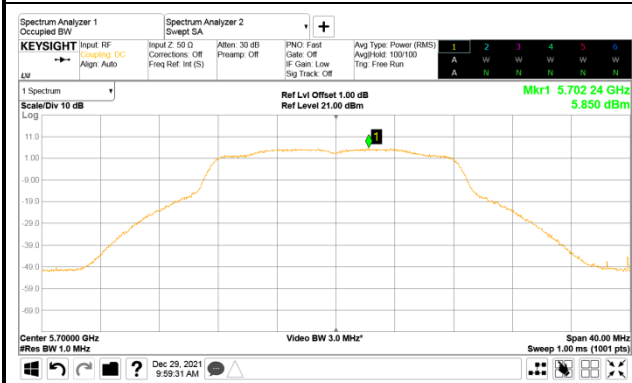 Spectrum Analyzer 1
Occupied BW
Spectrum Analyzer 2
Swept SA
+
KEYSIGHT
Input: RF
Coupling: DC
Align: Auto
Input Z: 50 Ω
Corrections: Off
Freq Ref: Int (S)
Atten: 30 dB
Preamp: Off
PNO: Fast
Gate: Off
IF Gain: Low
Sig Track: Off
Avg Type: Power (RMS)
Avg|Hold: 100/100
Trig: Free Run
1 2 3 4 5 6
A W W W W W
A N N N N N
LXI
1 Spectrum
Scale/Div 10 dB
Log
Ref Lvl Offset 1.00 dB
Ref Level 21.00 dBm
Mkr1 5.702 24 GHz
5.850 dBm
11.0
1
1.00
-9.00
-19.0
-29.0
-39.0
-49.0
-59.0
-69.0
Center 5.70000 GHz
#Res BW 1.0 MHz
Video BW 3.0 MHz*
Span 40.00 MHz
Sweep 1.00 ms (1001 pts)
?
Dec 29, 2021
9:59:31 AM